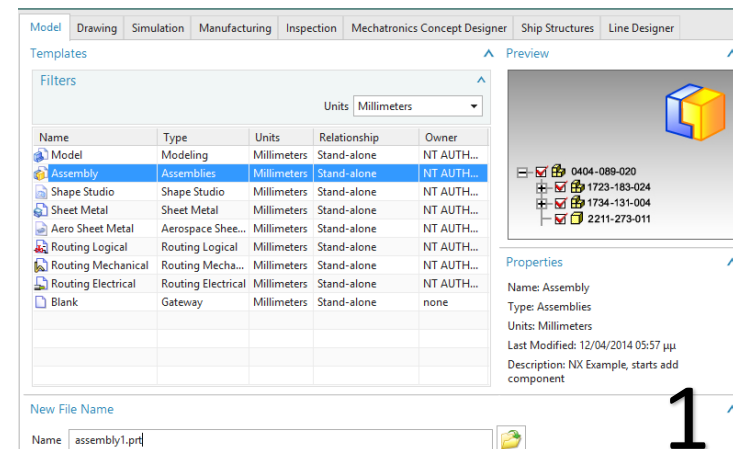 Model Drawing Simulation Manufacturing Inspection Mechatronics Concept Designer Ship Structures Line Designer
Templates
Filters
Units Millimeters
Name Type Units Relationship Owner
Model Modeling Millimeters Stand-alone NT AUTH...
Assembly Assemblies Millimeters Stand-alone NT AUTH...
Shape Studio Shape Studio Millimeters Stand-alone NT AUTH...
Sheet Metal Sheet Metal Millimeters Stand-alone NT AUTH...
Aero Sheet Metal Aerospace Shee... Millimeters Stand-alone NT AUTH...
Routing Logical Routing Logical Millimeters Stand-alone NT AUTH...
Routing Mechanical Routing Mecha... Millimeters Stand-alone NT AUTH...
Routing Electrical Routing Electrical Millimeters Stand-alone NT AUTH...
Blank Gateway Millimeters Stand-alone none
Preview
0404-089-020
1723-183-024
1734-131-004
2211-273-011
Properties
Name: Assembly
Type: Assemblies
Units: Millimeters
Last Modified: 12/04/2014 05:57 μμ
Description: NX Example, starts add
component
New File Name
Name assembly1.prt
1